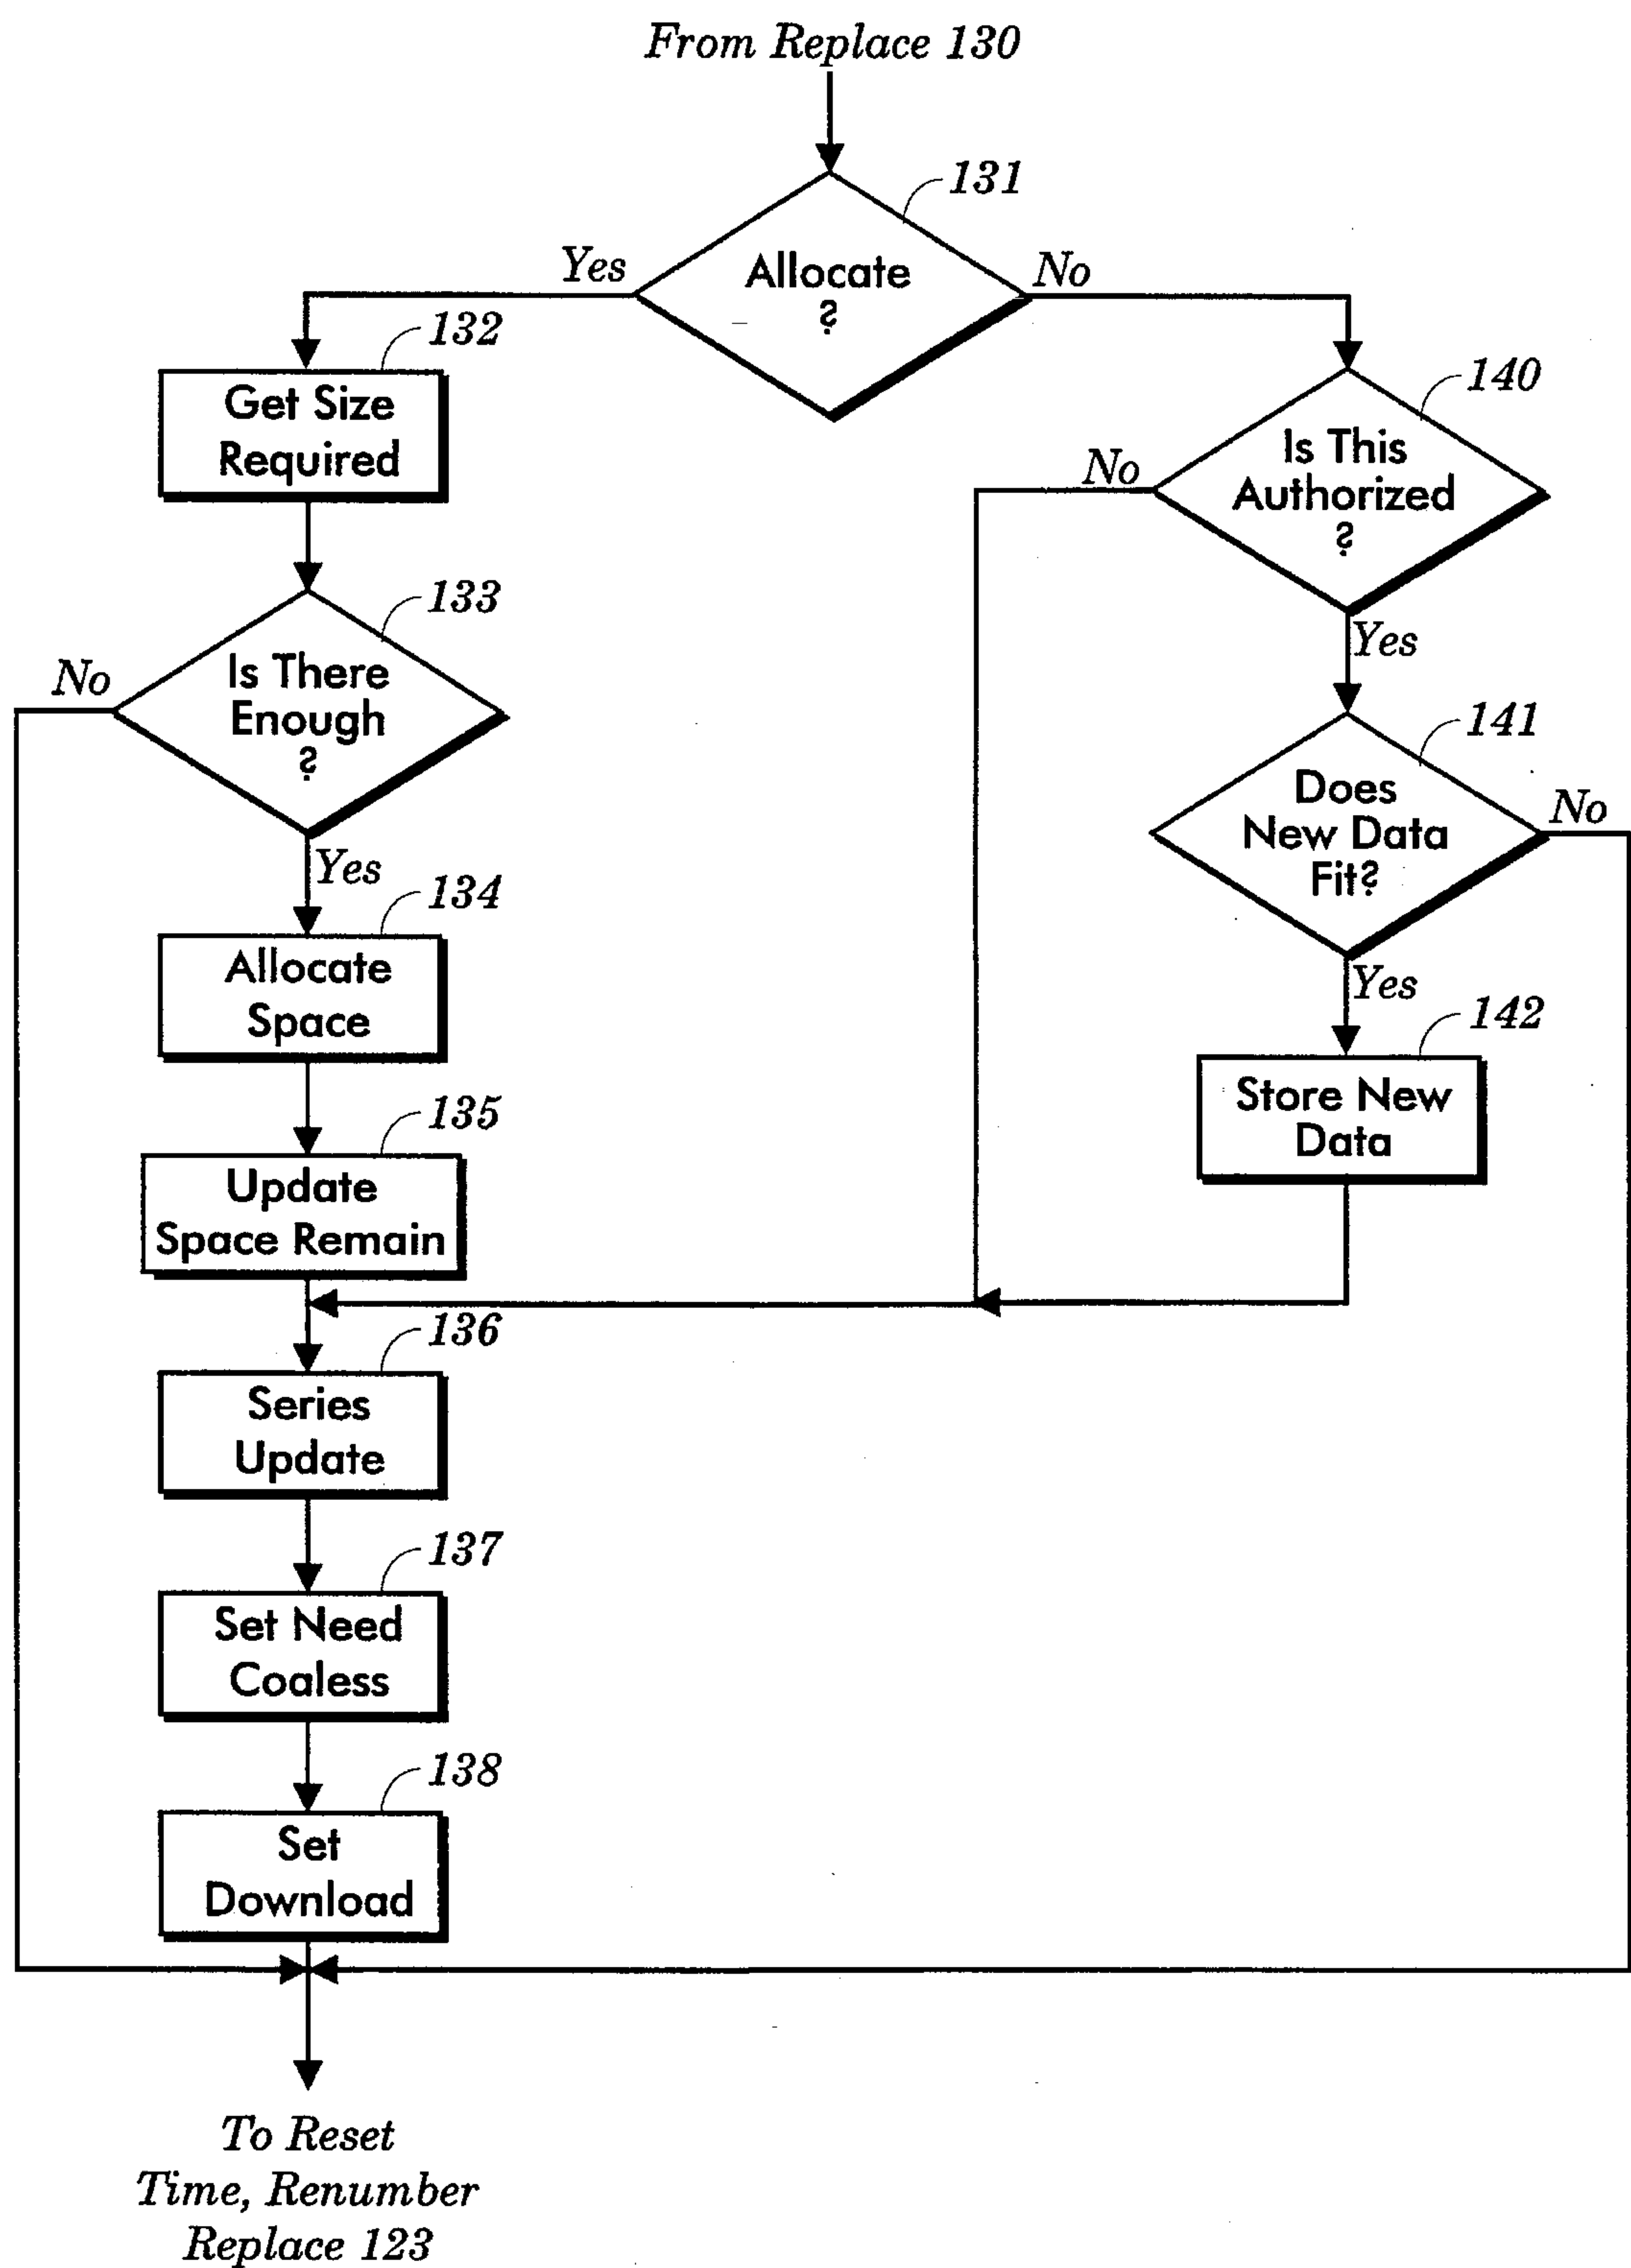 From Replace 130
131
Allocate
?
Yes
No
132
Get Size
Required
140
Is This
Authorized
?
No
Yes
133
Is There
Enough
?
No
Yes
141
Does
New Data
Fit?
No
Yes
134
Allocate
Space
142
Store New
Data
135
Update
Space Remain
136
Series
Update
137
Set Need
Coaless
138
Set
Download
To Reset
Time, Renumber
Replace 123